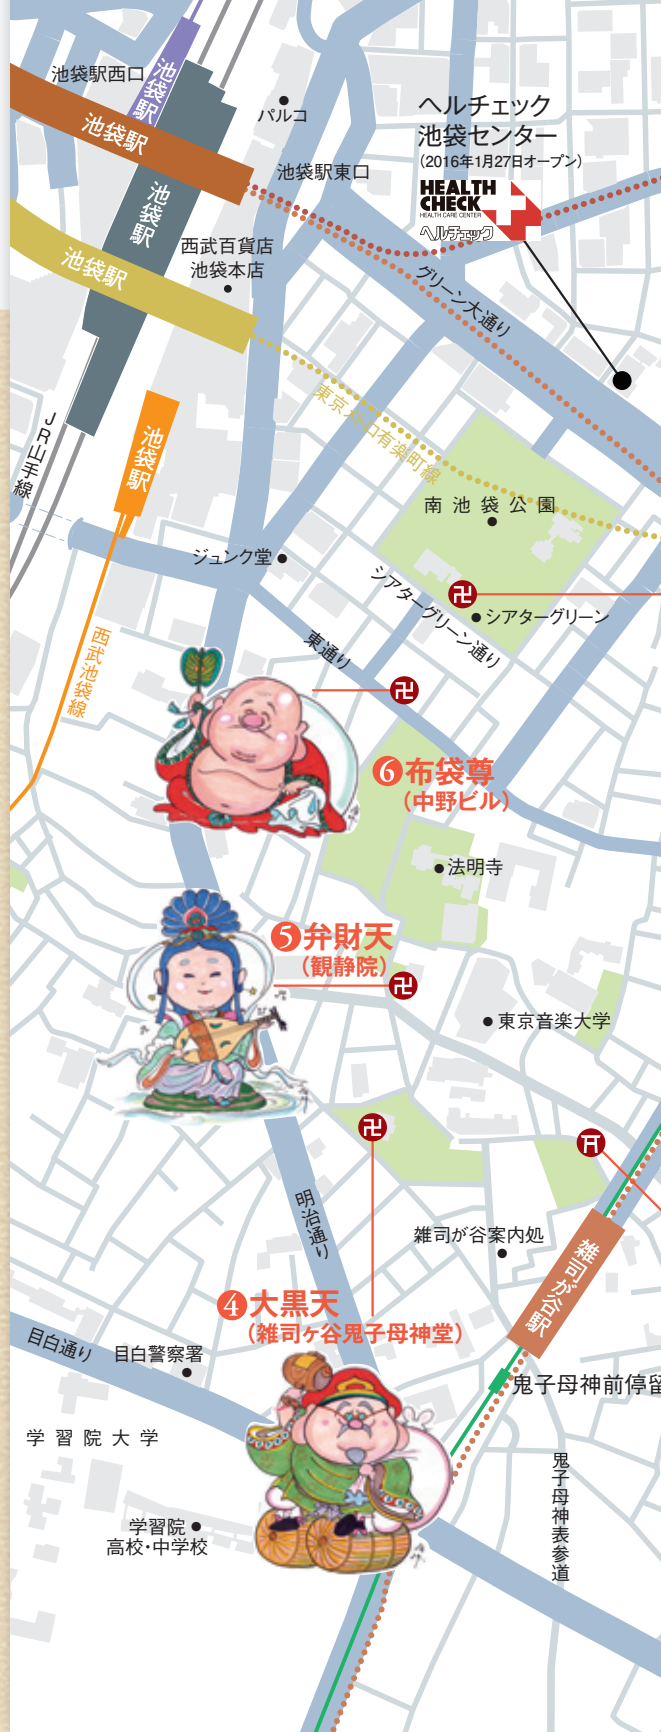 池袋駅西口
池袋駅
池袋駅
池袋駅
池袋駅
池袋駅
パルコ
池袋駅東口
ヘルチェック
池袋センター
(2016年1月27日オープン)
HEALTH
CHECK
HEALTH CARE CENTER
ヘルチェック
西武百貨店
池袋本店
グリーン大通り
東京メトロ有楽町線
JR山手線
南池袋公園
ジュンク堂
シアターグリーン通り
シアターグリーン
東通り
西武池袋線
卍
卍
6布袋尊
(中野ビル)
法明寺
5弁財天
(観静院)
卍
東京音楽大学
卍
明治通り
雑司が谷案内処
雑司が谷駅
4大黒天
(雑司ヶ谷鬼子母神堂)
目白通り
目白警察署
鬼子母神前停留
学習院大学
鬼子母神表参道
学習院
高校・中学校